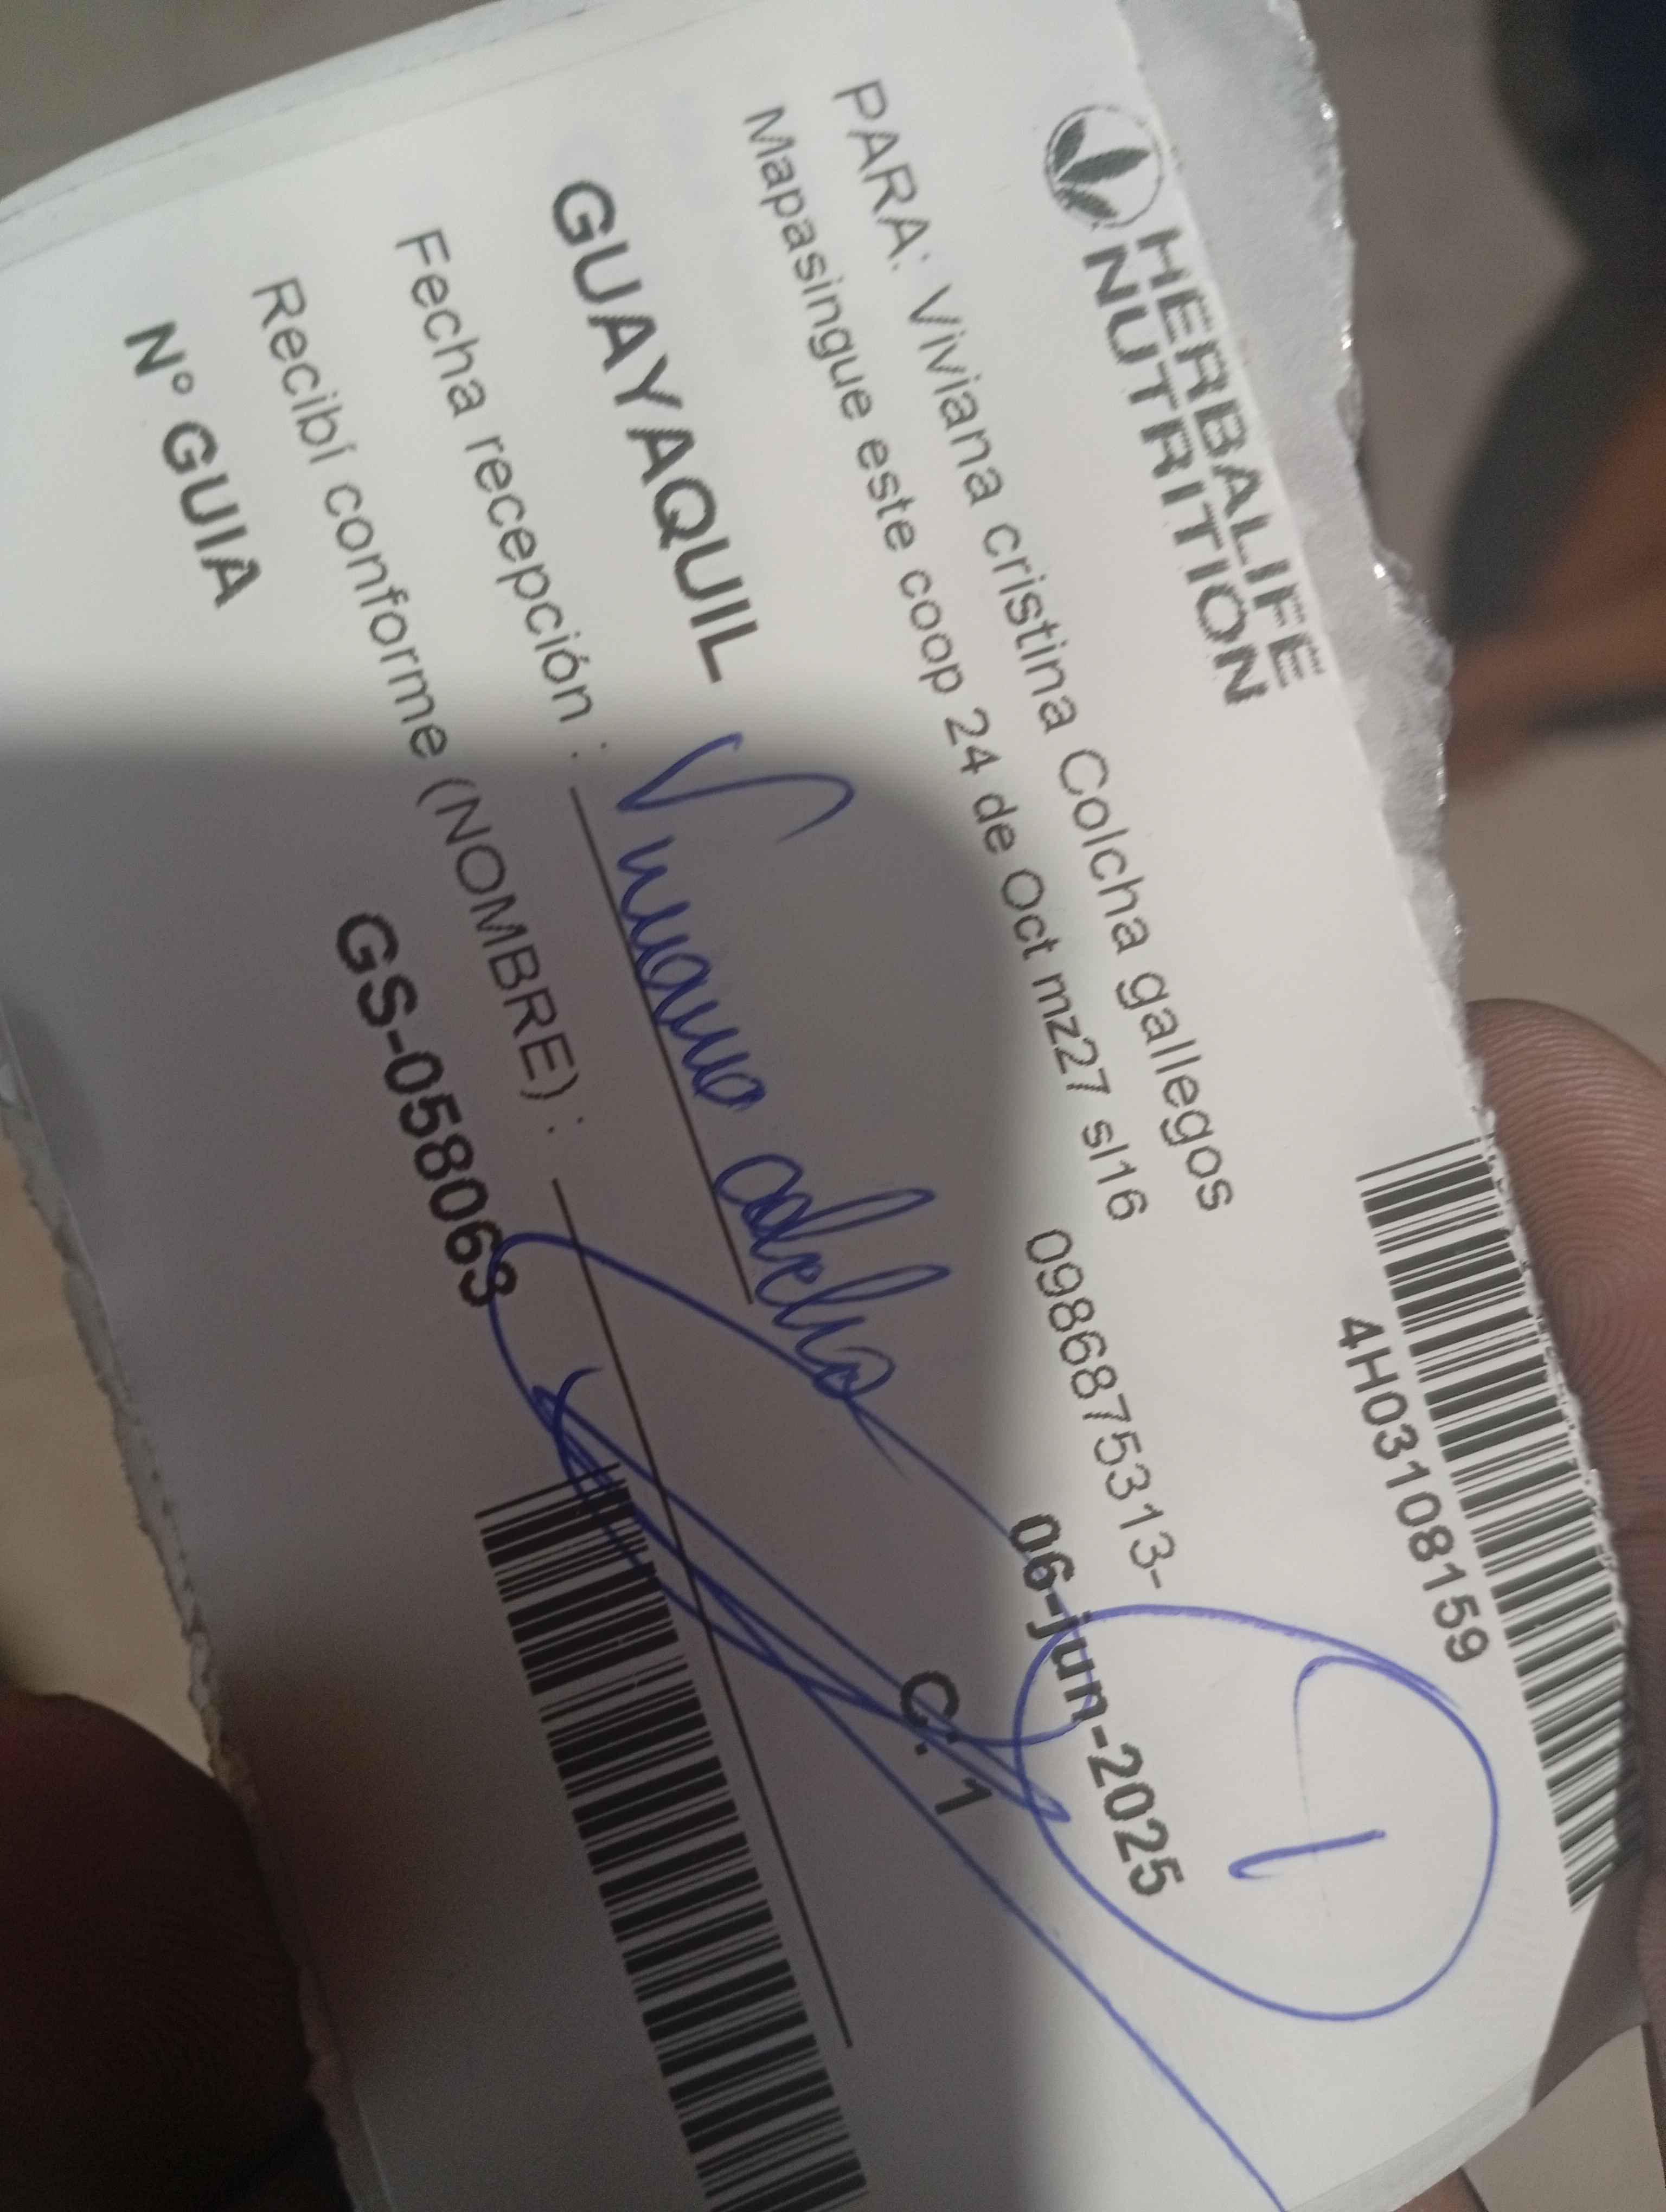 HERBALIFE
NUTRITION
4H03108159
PARA: Viviana cristina Colcha gallegos
Mapasingue este coop 24 de Oct mz27 sl16 0986875313-
GUAYAQUIL 06-jun-2025
C. 1
Fecha recepción :
Recibí conforme (NOMBRE) :
N° GUIA GS-058063